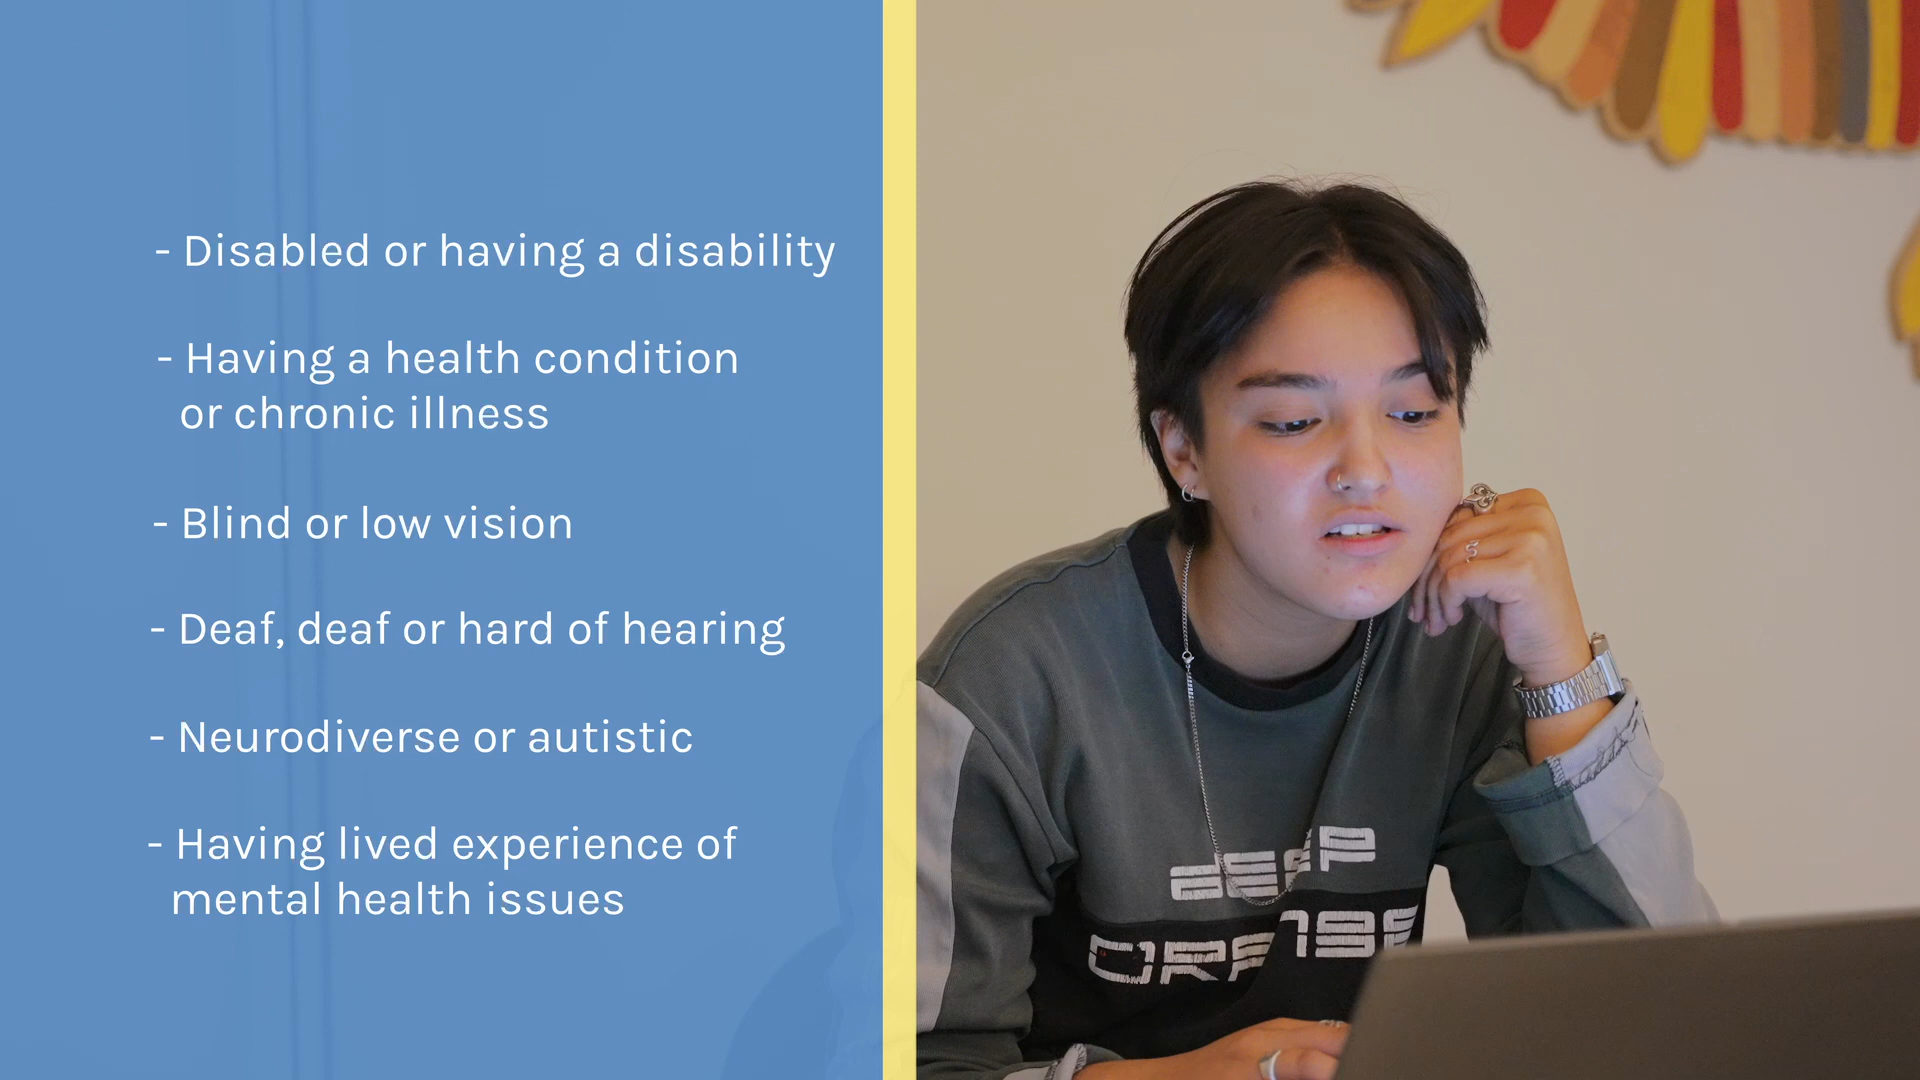 - Disabled or having a disability
- Having a health condition
or chronic illness
- Blind or low vision
- Deaf, deaf or hard of hearing
- Neurodiverse or autistic
- Having lived experience of
mental health issues